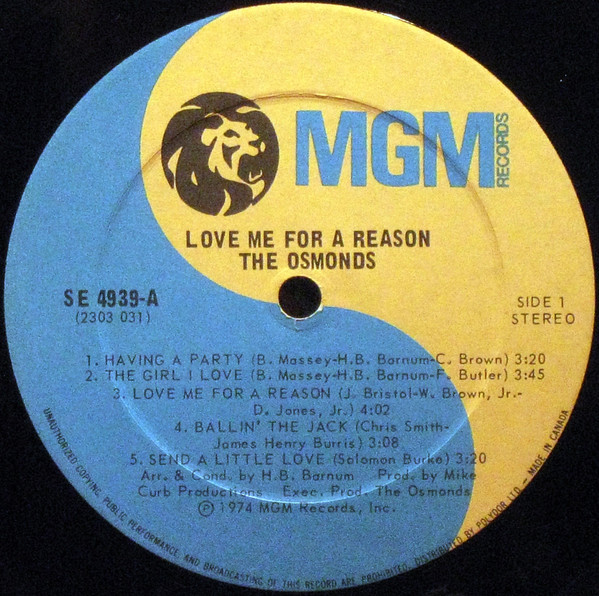 MGM RECORDS
LOVE ME FOR A REASON
THE OSMONDS
SE 4939-A
(2303 031)
SIDE 1
STEREO
1. HAVING A PARTY (B. Massey-H.B. Barnum-C. Brown) 3:20
2. THE GIRL I LOVE (B. Massey-H.B. Barnum-F. Butler) 3:45
3. LOVE ME FOR A REASON (J. Bristol-W. Brown, Jr.-
D. Jones, Jr.) 4:02
4. BALLIN' THE JACK (Chris Smith-
James Henry Burris) 3:08
5. SEND A LITTLE LOVE (Solomon Burke) 3:20
Arr. & Cond. by H.B. Barnum Prod. by Mike
Curb Productions Exec. Prod. The Osmonds
Ⓟ 1974 MGM Records, Inc.
UNAUTHORIZED COPYING, PUBLIC PERFORMANCE AND BROADCASTING OF THIS RECORD ARE PROHIBITED. DISTRIBUTED BY POLYDOR LTD. – MADE IN CANADA